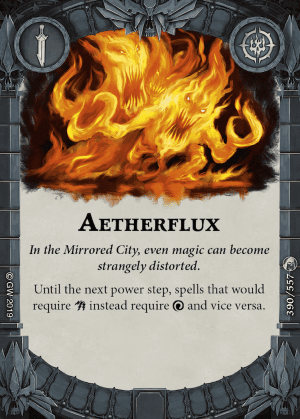 AETHERFLUX
In the Mirrored City, even magic can become
strangely distorted.
Until the next power step, spells that would
require instead require and vice versa.
© GW 2019
390/557